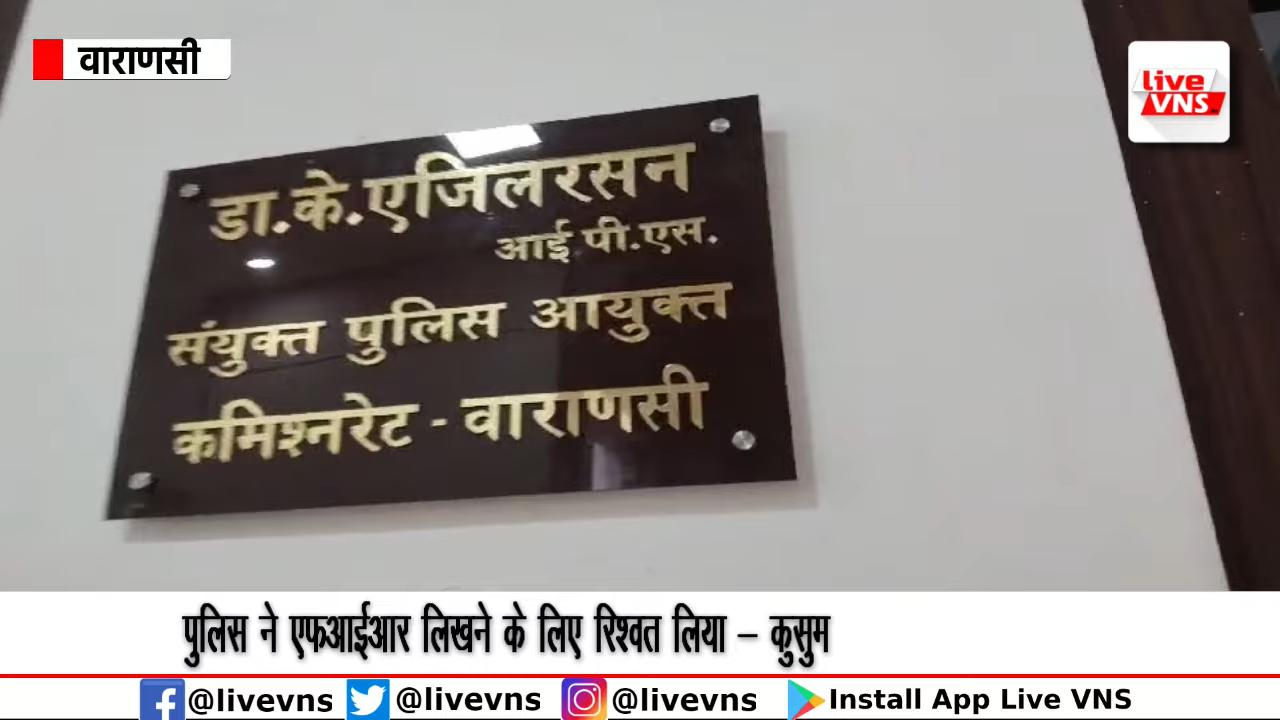 वाराणसी
live
VNS
डा.के.एजिलरसन
आई.पी.एस.
संयुक्त पुलिस आयुक्त
कमिश्नरेट - वाराणसी
पुलिस ने एफआईआर लिखने के लिए रिश्वत लिया – कुसुम
@livevns @livevns @livevns Install App Live VNS